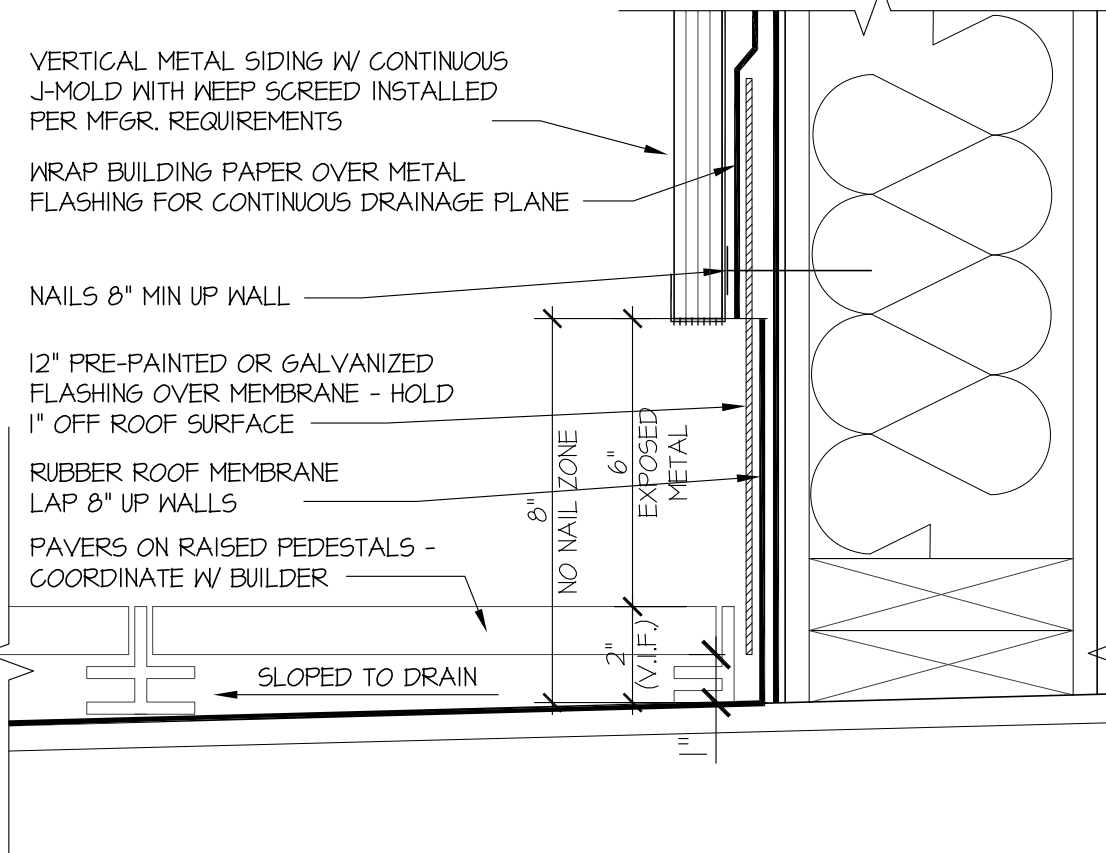 VERTICAL METAL SIDING W/ CONTINUOUS
J-MOLD WITH WEEP SCREED INSTALLED
PER MFGR. REQUIREMENTS
WRAP BUILDING PAPER OVER METAL
FLASHING FOR CONTINUOUS DRAINAGE PLANE
NAILS 8" MIN UP WALL
12" PRE-PAINTED OR GALVANIZED
FLASHING OVER MEMBRANE - HOLD
1" OFF ROOF SURFACE
RUBBER ROOF MEMBRANE
LAP 8" UP WALLS
PAVERS ON RAISED PEDESTALS -
COORDINATE W/ BUILDER
SLOPED TO DRAIN
8"
NO NAIL ZONE
6"
EXPOSED
METAL
2"
(V.I.F.)
1"